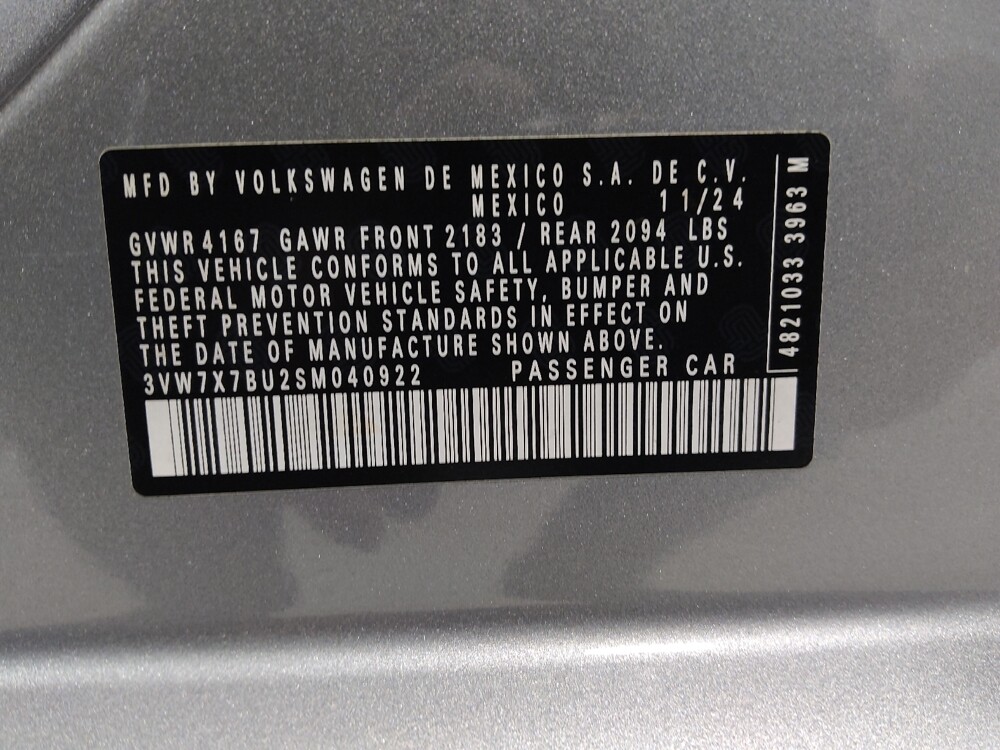 MFD BY VOLKSWAGEN DE MEXICO S.A. DE C.V.
MEXICO 11/24
GVWR 4167 GAWR FRONT 2183 / REAR 2094 LBS
THIS VEHICLE CONFORMS TO ALL APPLICABLE U.S.
FEDERAL MOTOR VEHICLE SAFETY, BUMPER AND
THEFT PREVENTION STANDARDS IN EFFECT ON
THE DATE OF MANUFACTURE SHOWN ABOVE.
3VW7X7BU2SM040922 PASSENGER CAR
4821033 3963 M